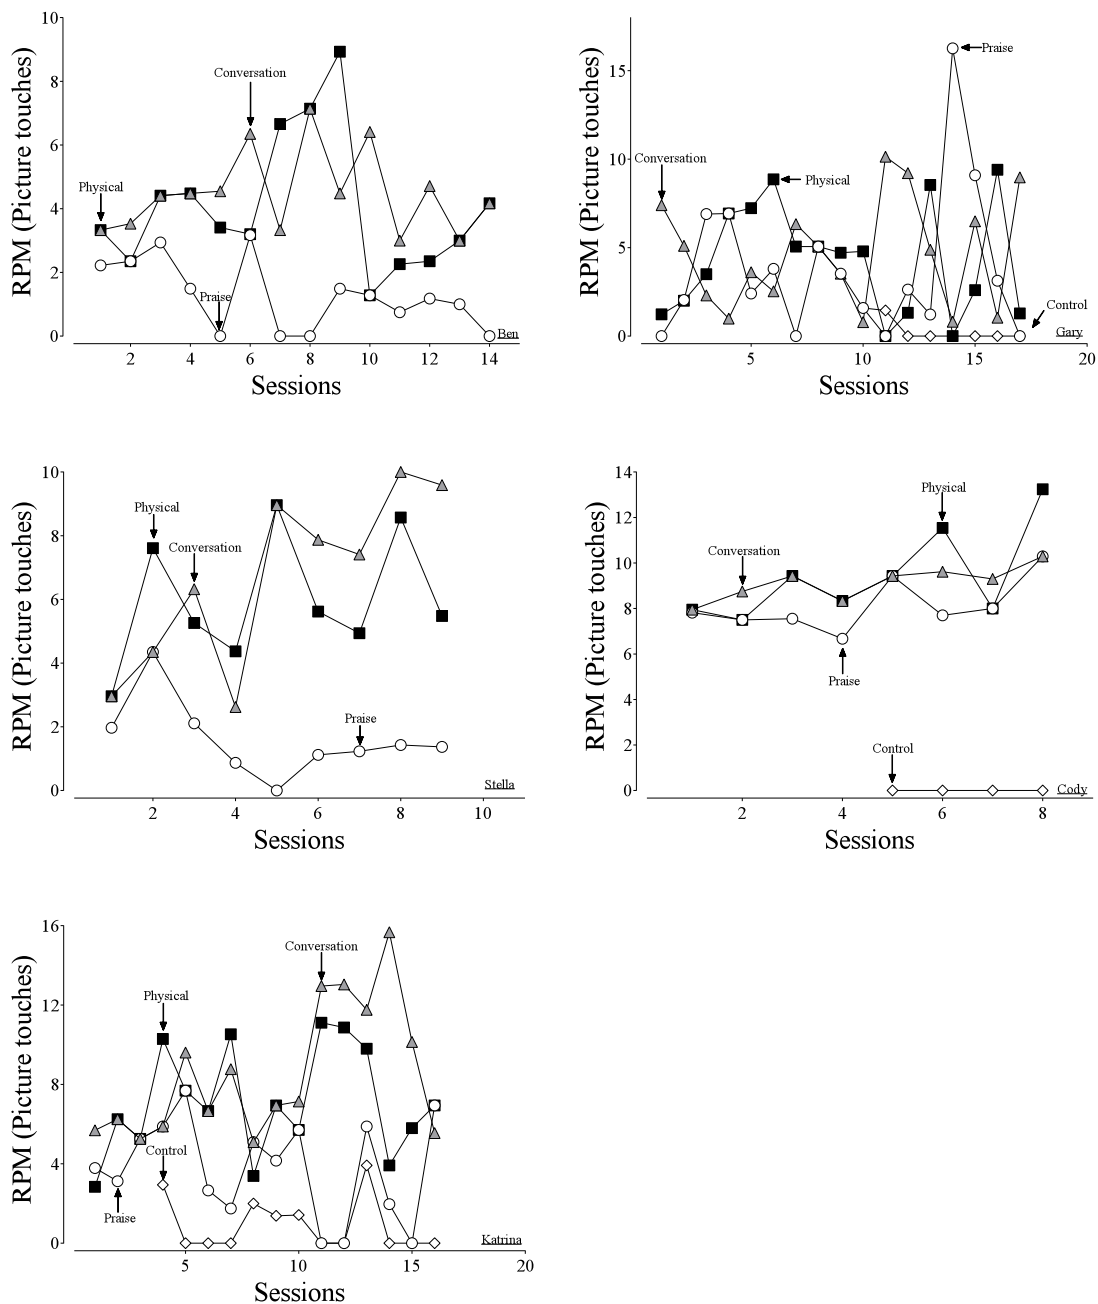 10
8
6
4
2
0
RPM (Picture touches)
Conversation
Physical
Praise
Ben
2 4 6 8 10 12 14
Sessions
15
10
5
0
RPM (Picture touches)
Praise
Conversation
Physical
Control
Gary
5 10 15 20
Sessions
10
8
6
4
2
0
RPM (Picture touches)
Physical
Conversation
Praise
Stella
2 4 6 8 10
Sessions
14
12
10
8
6
4
2
0
RPM (Picture touches)
Physical
Conversation
Praise
Control
Cody
2 4 6 8
Sessions
16
12
8
4
0
RPM (Picture touches)
Conversation
Physical
Control
Praise
Katrina
5 10 15 20
Sessions